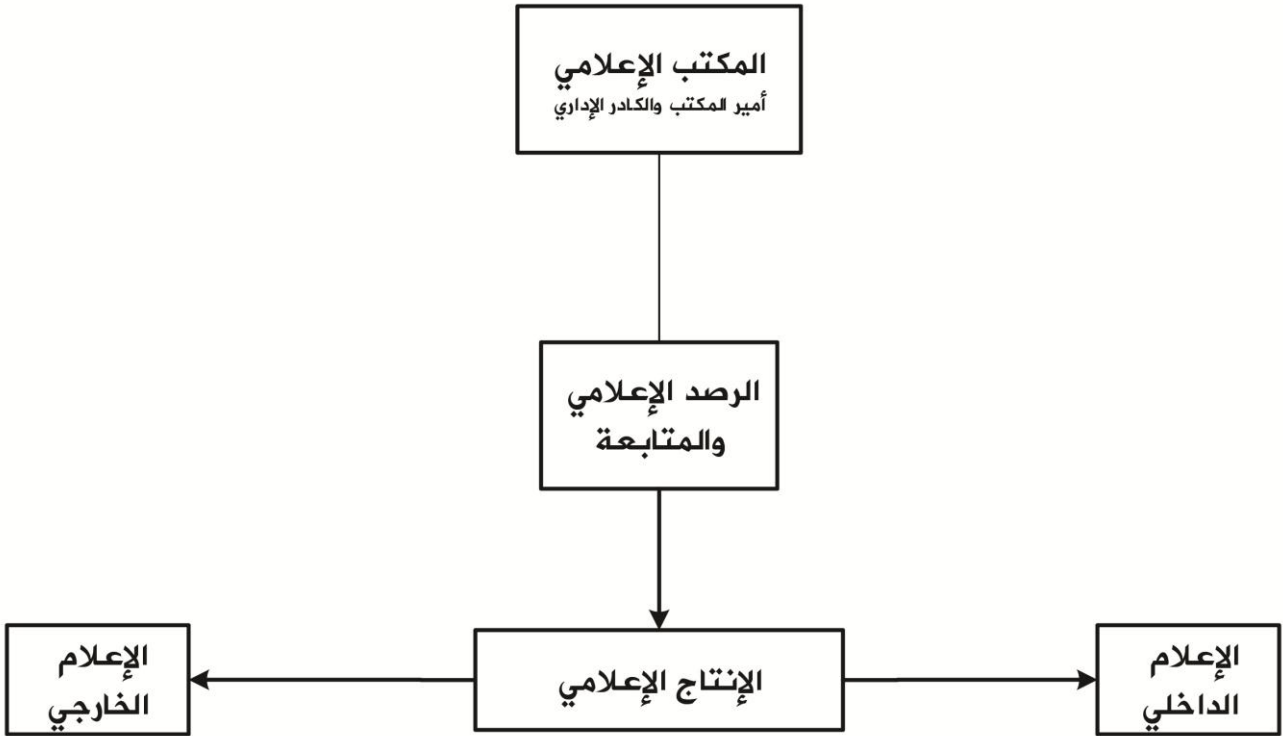 المكتب الإعلامي
أمير المكتب والكادر الإداري
الرصد الإعلامي
والمتابعة
الإنتاج الإعلامي
الإعلام
الداخلي
الإعلام
الخارجي